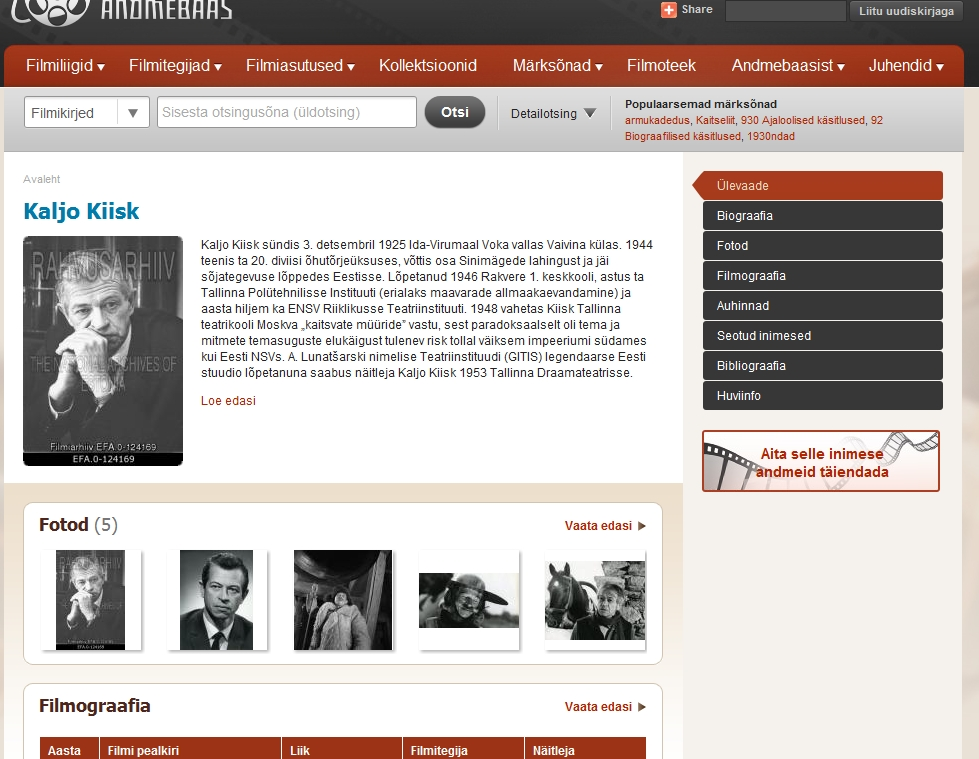 ANDMEBAAS
Share
Liitu uudiskirjaga
Filmiliigid
Filmitegijad
Filmiasutused
Kollektsioonid
Märksõnad
Filmoteek
Andmebaasist
Juhendid
Filmikirjed
Sisesta otsingusõna (üldotsing)
Otsi
Detailotsing
Populaarsemad märksõnad
armukadedus, Kaitseliit, 930 Ajaloolised käsitlused, 92
Biograafilised käsitlused, 1930ndad
Avaleht
Kaljo Kiisk
RAHVUSARHIIV
THE NATIONAL ARCHIVES OF
ESTONIA
Filmiarhiiv EFA.0-124169
EFA.0-124169
Kaljo Kiisk sündis 3. detsembril 1925 Ida-Virumaal Voka vallas Vaivina külas. 1944
teenis ta 20. diviisi õhutõrjeüksuses, võttis osa Sinimägede lahingust ja jäi
sõjategevuse lõppedes Eestisse. Lõpetanud 1946 Rakvere 1. keskkooli, astus ta
Tallinna Polütehnilisse Instituuti (erialaks maavarade allmaakaevandamine) ja
aasta hiljem ka ENSV Riiklikusse Teatriinstituuti. 1948 vahetas Kiisk Tallinna
teatrikooli Moskva „kaitsvate müüride” vastu, sest paradoksaalselt oli tema ja
mitmete temasuguste elukäigust tulenev risk tollal väiksem impeeriumi südames
kui Eesti NSVs. A. Lunatšarski nimelise Teatriinstituudi (GITIS) legendaarse Eesti
stuudio lõpetanuna saabus näitleja Kaljo Kiisk 1953 Tallinna Draamateatrisse.
Loe edasi
Ülevaade
Biograafia
Fotod
Filmograafia
Auhinnad
Seotud inimesed
Bibliograafia
Huviinfo
Aita selle inimese
andmeid täiendada
Fotod (5)
Vaata edasi
Filmograafia
Vaata edasi
Aasta
Filmi pealkiri
Liik
Filmitegija
Näitleja